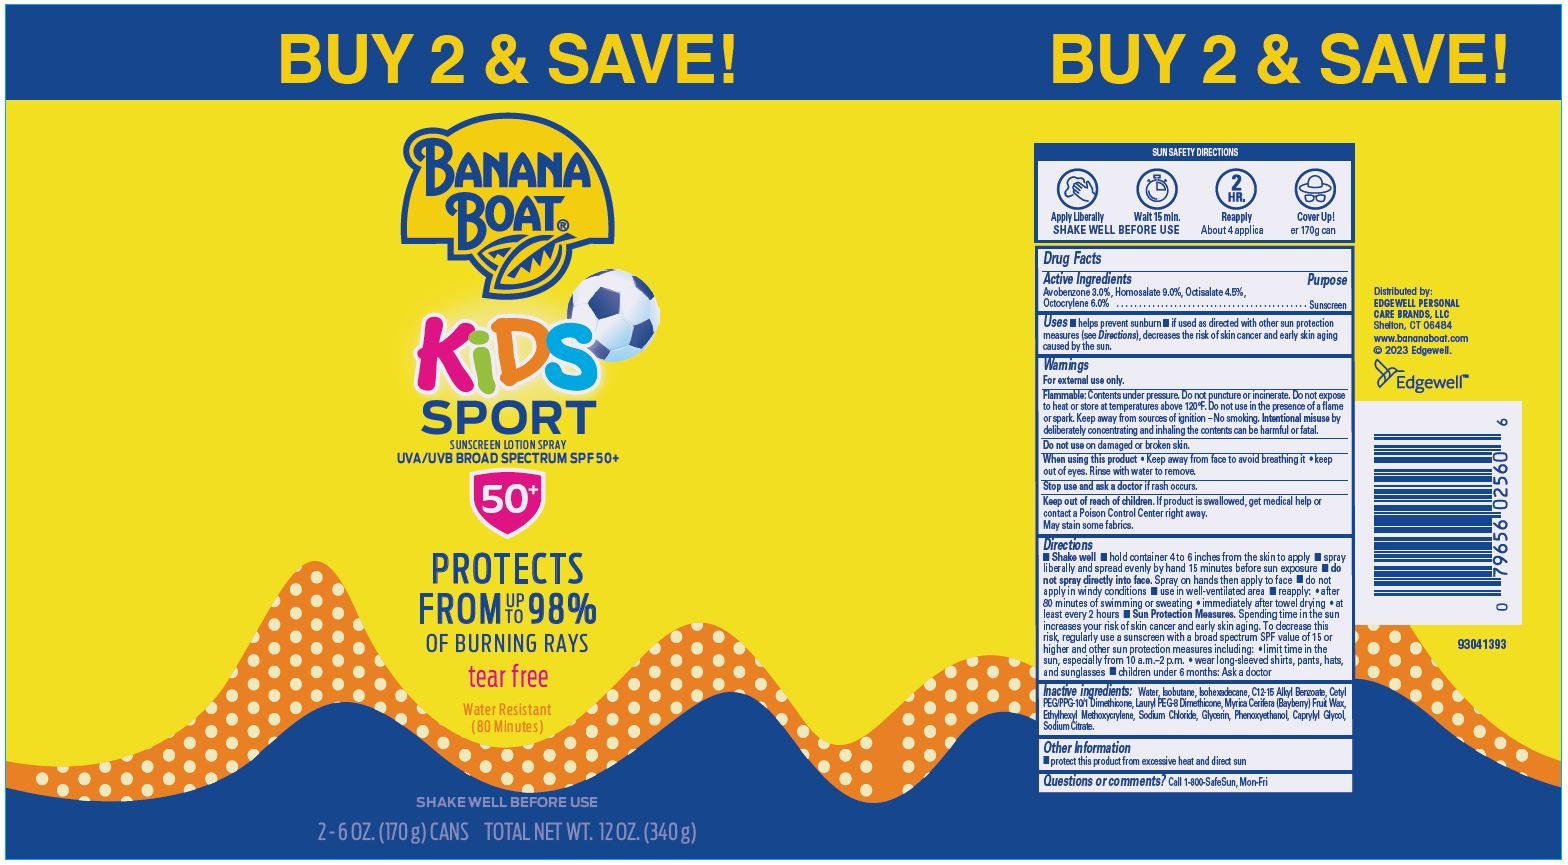 BUY 2 & SAVE!
BANANA
BOAT®
KiDS
SPORT
SUNSCREEN LOTION SPRAY
UVA/UVB BROAD SPECTRUM SPF 50+
50+
PROTECTS
FROM UP TO 98%
OF BURNING RAYS
tear free
Water Resistant
(80 Minutes)
SHAKE WELL BEFORE USE
2 - 6 OZ. (170 g) CANS TOTAL NET WT. 12 OZ. (340 g)
BUY 2 & SAVE!
SUN SAFETY DIRECTIONS
2
HR.
Apply Liberally Wait 15 min. Reapply Cover Up!
SHAKE WELL BEFORE USE About 4 applica er 170g can
Drug Facts
Active Ingredients Purpose
Avobenzone 3.0%, Homosalate 9.0%, Octisalate 4.5%,
Octocrylene 6.0% ........................................ Sunscreen
Uses ■ helps prevent sunburn ■ if used as directed with other sun protection
measures (see Directions), decreases the risk of skin cancer and early skin aging
caused by the sun.
Warnings
For external use only.
Flammable: Contents under pressure. Do not puncture or incinerate. Do not expose
to heat or store at temperatures above 120°F. Do not use in the presence of a flame
or spark. Keep away from sources of ignition – No smoking. Intentional misuse by
deliberately concentrating and inhaling the contents can be harmful or fatal.
Do not use on damaged or broken skin.
When using this product • Keep away from face to avoid breathing it • keep
out of eyes. Rinse with water to remove.
Stop use and ask a doctor if rash occurs.
Keep out of reach of children. If product is swallowed, get medical help or
contact a Poison Control Center right away.
May stain some fabrics.
Directions
■ Shake well ■ hold container 4 to 6 inches from the skin to apply ■ spray
liberally and spread evenly by hand 15 minutes before sun exposure ■ do
not spray directly into face. Spray on hands then apply to face ■ do not
apply in windy conditions ■ use in well-ventilated area ■ reapply: • after
80 minutes of swimming or sweating • immediately after towel drying • at
least every 2 hours ■ Sun Protection Measures. Spending time in the sun
increases your risk of skin cancer and early skin aging. To decrease this
risk, regularly use a sunscreen with a broad spectrum SPF value of 15 or
higher and other sun protection measures including: • limit time in the
sun, especially from 10 a.m.–2 p.m. • wear long-sleeved shirts, pants, hats,
and sunglasses ■ children under 6 months: Ask a doctor
Inactive ingredients: Water, Isobutane, Isohexadecane, C12-15 Alkyl Benzoate, Cetyl
PEG/PPG-10/1 Dimethicone, Lauryl PEG-8 Dimethicone, Myrica Cerifera (Bayberry) Fruit Wax,
Ethylhexyl Methoxycrylene, Sodium Chloride, Glycerin, Phenoxyethanol, Caprylyl Glycol,
Sodium Citrate.
Other Information
■ protect this product from excessive heat and direct sun
Questions or comments? Call 1-800-SafeSun, Mon-Fri
Distributed by:
EDGEWELL PERSONAL
CARE BRANDS, LLC
Shelton, CT 06484
www.bananaboat.com
© 2023 Edgewell.
Edgewell™
0 79656 02560 6
93041393